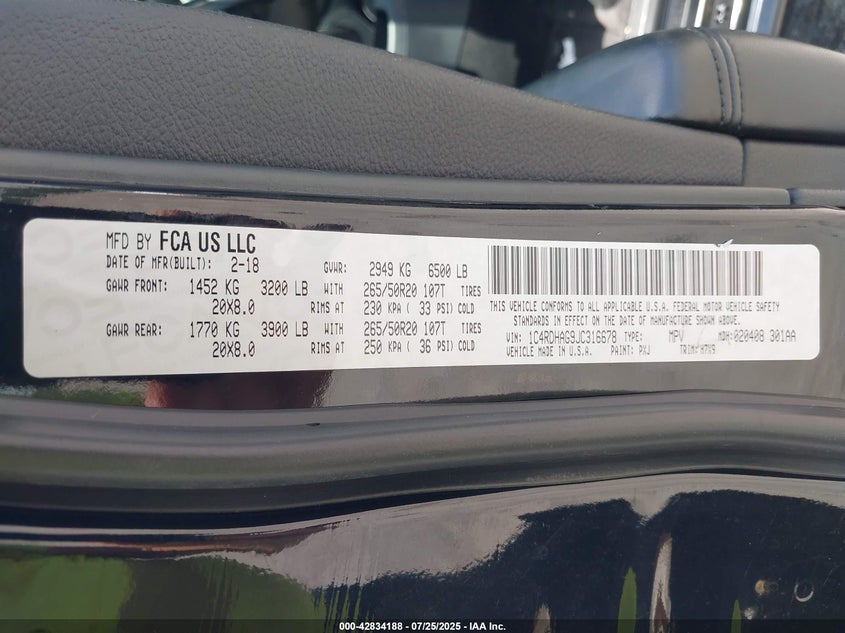 MFD BY FCA US LLC
DATE OF MFR(BUILT): 2-18 GVWR: 2949 KG 6500 LB
GAWR FRONT: 1452 KG 3200 LB WITH 265/50R20 107T TIRES
20X8.0 RIMS AT 230 KPA ( 33 PSI) COLD
GAWR REAR: 1770 KG 3900 LB WITH 265/50R20 107T TIRES
20X8.0 RIMS AT 250 KPA ( 36 PSI) COLD
THIS VEHICLE CONFORMS TO ALL APPLICABLE U.S.A. FEDERAL MOTOR VEHICLE SAFETY
STANDARDS IN EFFECT ON THE DATE OF MANUFACTURE SHOWN ABOVE.
VIN: 1C4RDHAG9JC316678 TYPE: MPV MDH:020408 301AA
VEHICLE MADE IN U.S.A. PAINT: PXJ TRIM:
000-42834188 - 07/25/2025 - IAA Inc.